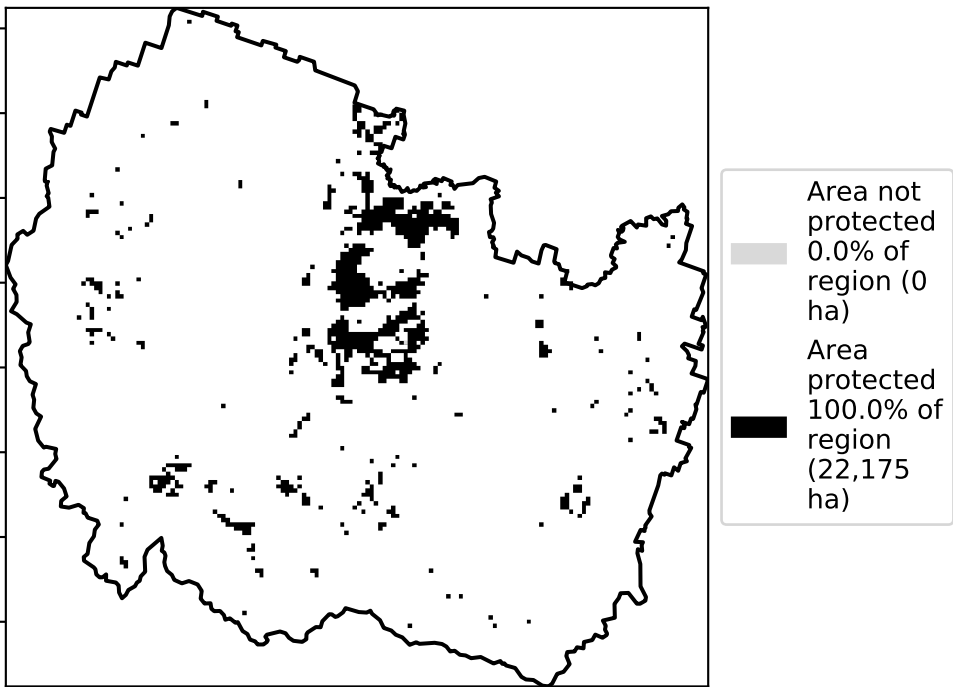 Area not
protected
0.0% of
region (0
ha)
Area
protected
100.0% of
region
(22,175
ha)